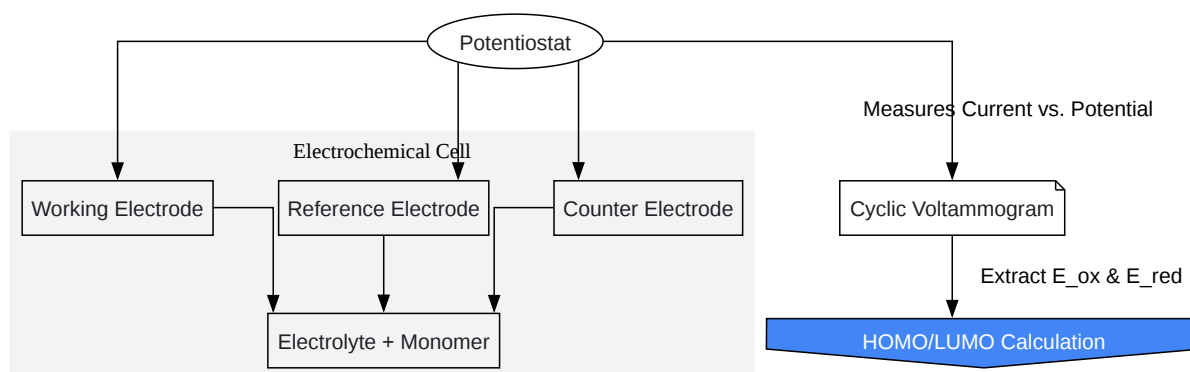 Potentiostat
Measures Current vs. Potential
Electrochemical Cell
Working Electrode
Reference Electrode
Counter Electrode
Cyclic Voltammogram
Extract E_ox & E_red
Electrolyte + Monomer
HOMO/LUMO Calculation